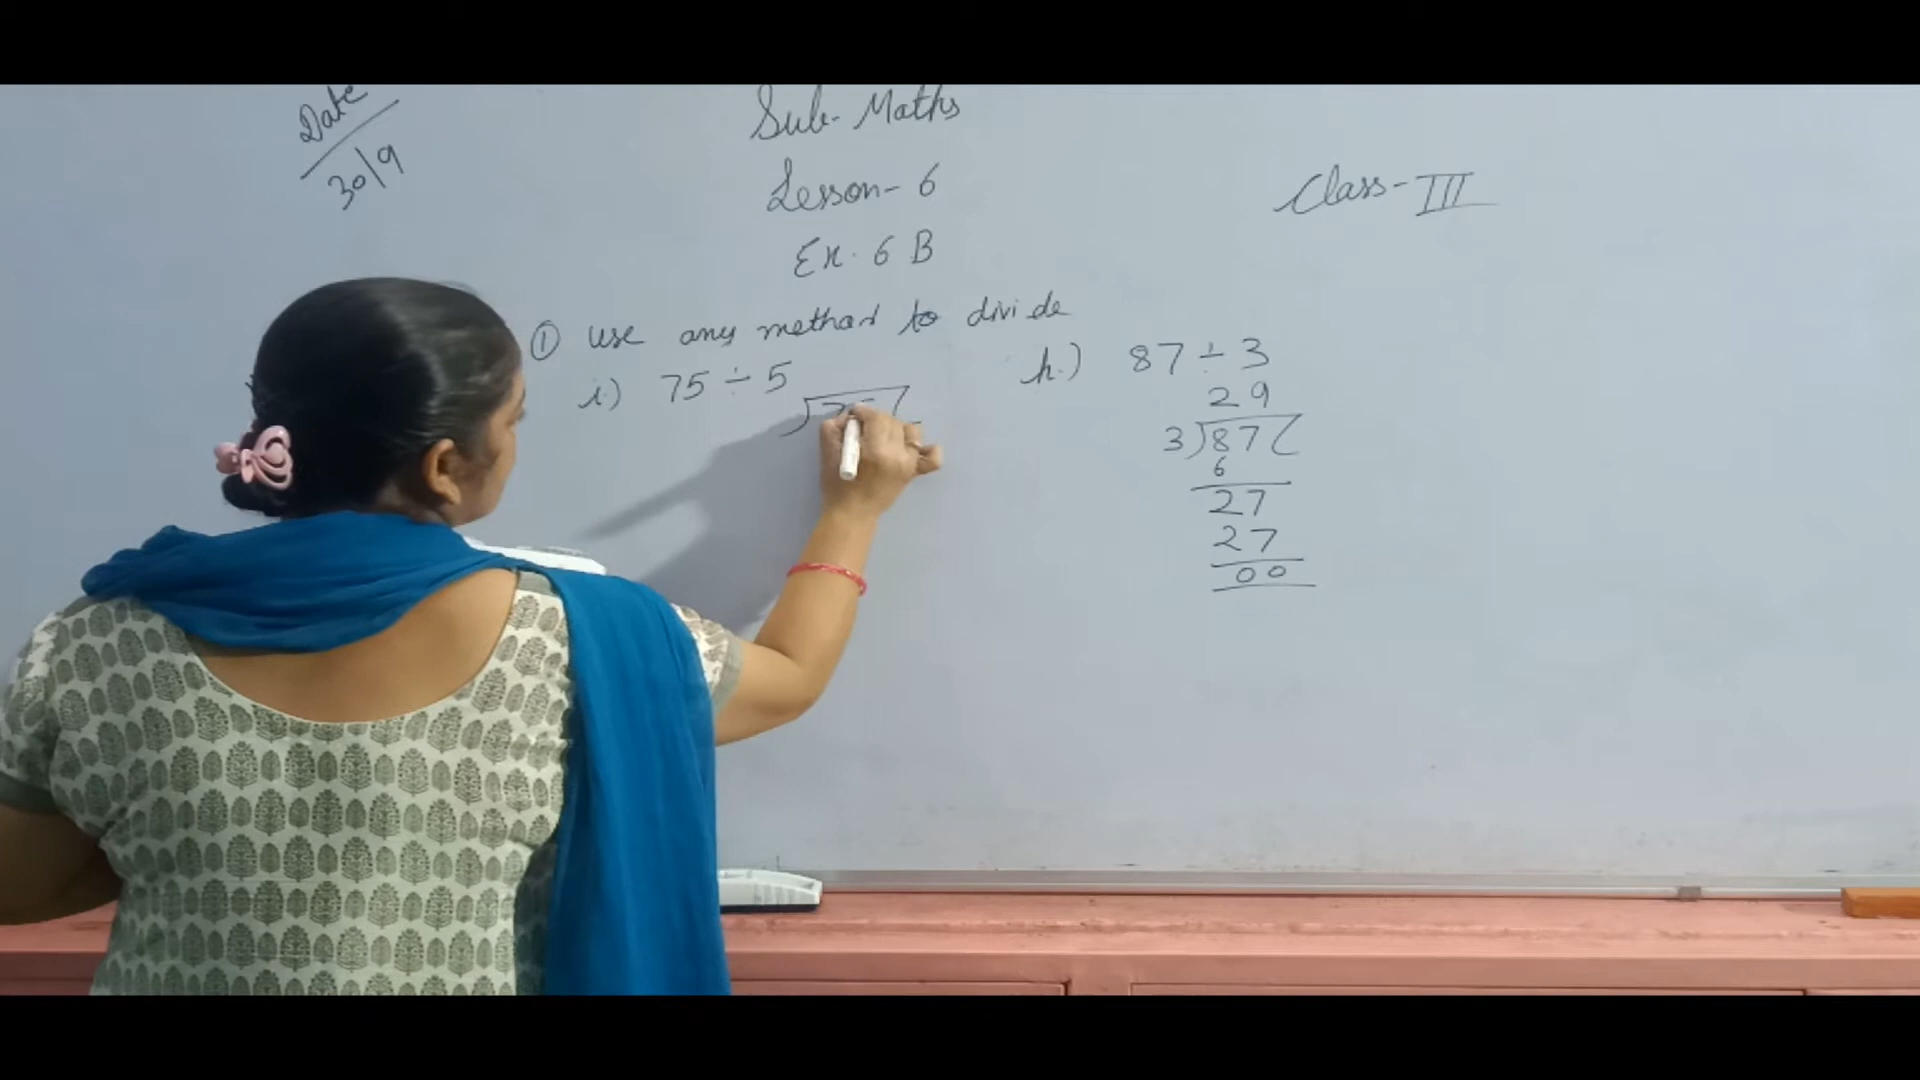 Date
30/9
Sub- Maths
Lesson- 6
Class- III
Ex. 6 B
① use any method to divide
i) 75 ÷ 5
75
h.) 87 ÷ 3
29
3)87(
6
27
27
00